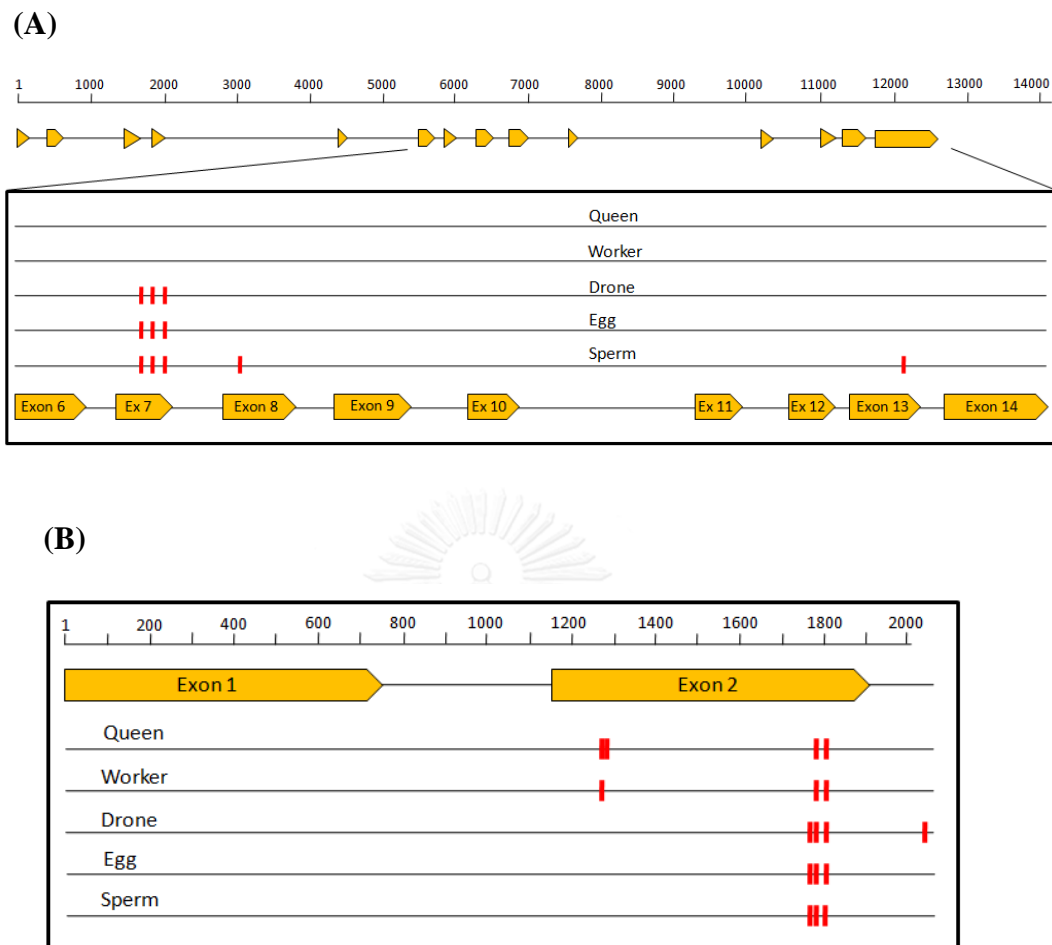 (A)
1 1000 2000 3000 4000 5000 6000 7000 8000 9000 10000 11000 12000 13000 14000
Queen
Worker
Drone
Egg
Sperm
Exon 6 Ex 7 Exon 8 Exon 9 Ex 10 Ex 11 Ex 12 Exon 13 Exon 14
(B)
1 200 400 600 800 1000 1200 1400 1600 1800 2000
Exon 1 Exon 2
Queen
Worker
Drone
Egg
Sperm